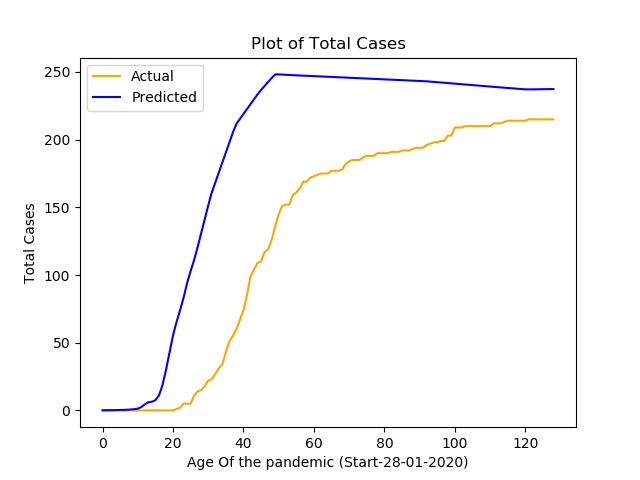 Plot of Total Cases
Actual
Predicted
250
200
150
100
50
0
Total Cases
0 20 40 60 80 100 120
Age Of the pandemic (Start-28-01-2020)